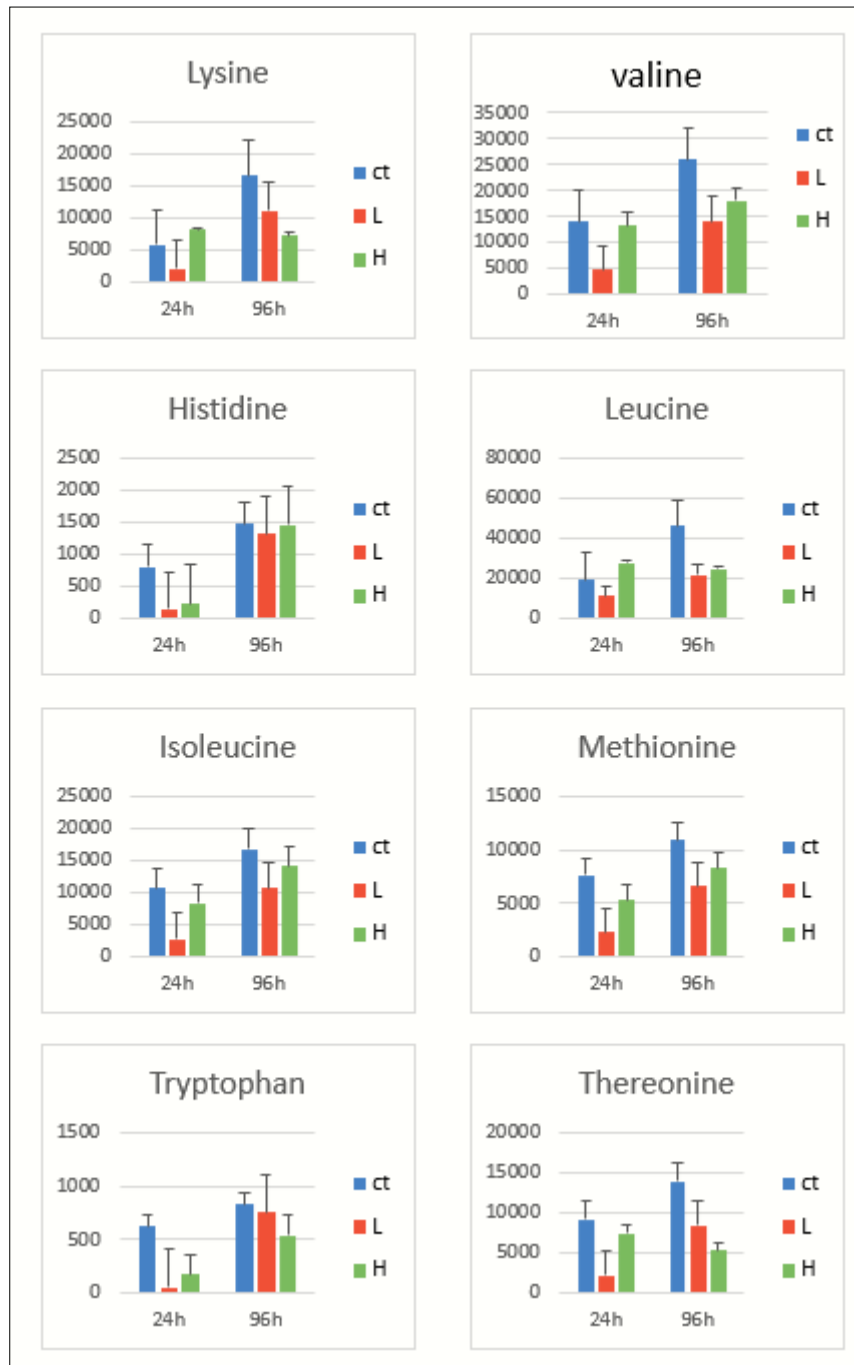 Lysine
25000
20000
15000
10000
5000
0
24h 96h
ct
L
H
valine
35000
30000
25000
20000
15000
10000
5000
0
24h 96h
ct
L
H
Histidine
2500
2000
1500
1000
500
0
24h 96h
ct
L
H
Leucine
80000
60000
40000
20000
0
24h 96h
ct
L
H
Isoleucine
25000
20000
15000
10000
5000
0
24h 96h
ct
L
H
Methionine
15000
10000
5000
0
24h 96h
ct
L
H
Tryptophan
1500
1000
500
0
24h 96h
ct
L
H
Thereonine
20000
15000
10000
5000
0
24h 96h
ct
L
H